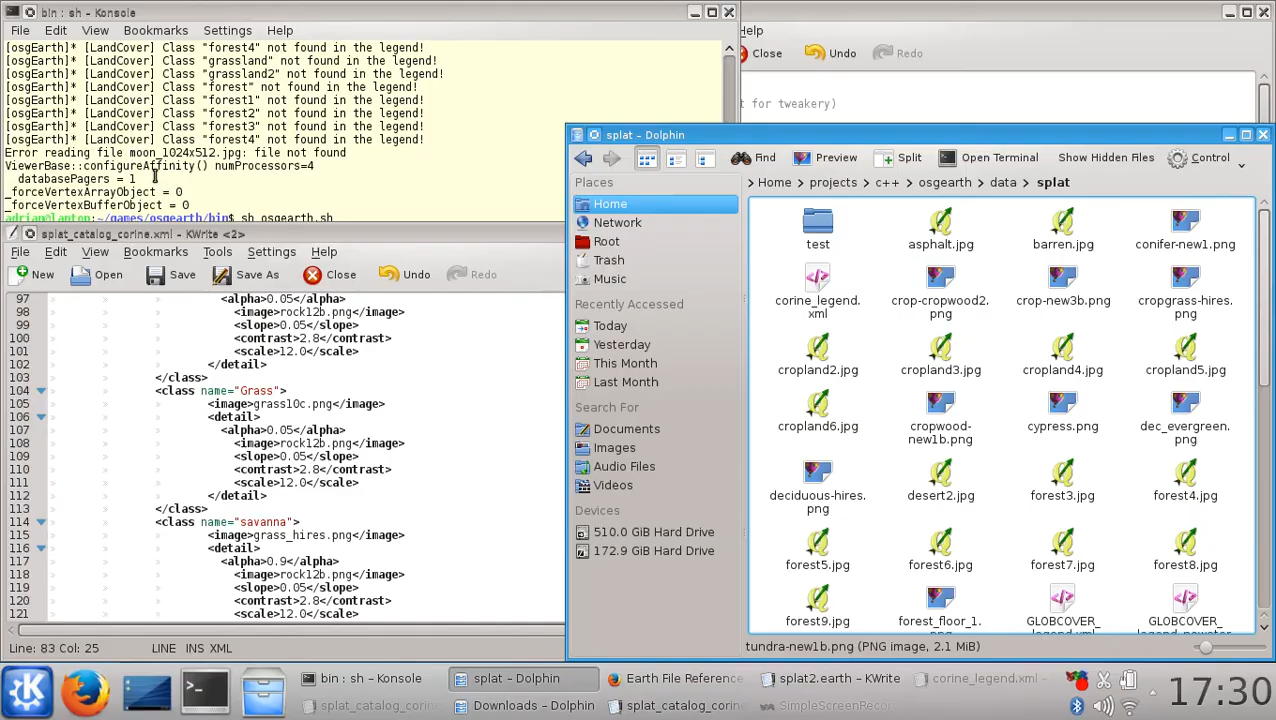 bin : sh – Konsole
File Edit View Bookmarks Settings Help
[osgEarth]* [LandCover] Class "forest4" not found in the legend!
[osgEarth]* [LandCover] Class "grassland" not found in the legend!
[osgEarth]* [LandCover] Class "grassland2" not found in the legend!
[osgEarth]* [LandCover] Class "forest" not found in the legend!
[osgEarth]* [LandCover] Class "forest1" not found in the legend!
[osgEarth]* [LandCover] Class "forest2" not found in the legend!
[osgEarth]* [LandCover] Class "forest3" not found in the legend!
[osgEarth]* [LandCover] Class "forest4" not found in the legend!
Error reading file moon_1024x512.jpg: file not found
ViewerBase::configureAffinity() numProcessors=4
databasePagers = 1
_forceVertexArrayObject = 0
_forceVertexBufferObject = 0
adrian@laptop:~/games/osgearth/bin$ sh osgearth.sh
Help
Close Undo Redo
t for tweakery)
splat_catalog_corine.xml – KWrite <2>
File Edit View Bookmarks Tools Settings Help
New Open Save Save As Close Undo Redo
97 <alpha>0.05</alpha>
98 <image>rock12b.png</image>
99 <slope>0.05</slope>
100 <contrast>2.8</contrast>
101 <scale>12.0</scale>
102 </detail>
103 </class>
104 <class name="Grass">
105 <image>grass10c.png</image>
106 <detail>
107 <alpha>0.05</alpha>
108 <image>rock12b.png</image>
109 <slope>0.05</slope>
110 <contrast>2.8</contrast>
111 <scale>12.0</scale>
112 </detail>
113 </class>
114 <class name="savanna">
115 <image>grass_hires.png</image>
116 <detail>
117 <alpha>0.9</alpha>
118 <image>rock12b.png</image>
119 <slope>0.05</slope>
120 <contrast>2.8</contrast>
121 <scale>12.0</scale>
Line: 83 Col: 25 LINE INS XML
splat – Dolphin
Find Preview Split Open Terminal Show Hidden Files Control
Places
Home
Network
Root
Trash
Music
Recently Accessed
Today
Yesterday
This Month
Last Month
Search For
Documents
Images
Audio Files
Videos
Devices
510.0 GiB Hard Drive
172.9 GiB Hard Drive
> Home > projects > c++ > osgearth > data > splat
test asphalt.jpg barren.jpg conifer-new1.png
corine_legend.xml crop-cropwood2.png crop-new3b.png cropgrass-hires.png
cropland2.jpg cropland3.jpg cropland4.jpg cropland5.jpg
cropland6.jpg cropwood-new1b.png cypress.png dec_evergreen.png
deciduous-hires.png desert2.jpg forest3.jpg forest4.jpg
forest5.jpg forest6.jpg forest7.jpg forest8.jpg
forest9.jpg forest_floor_1. GLOBCOVER_ GLOBCOVER_
tundra-new1b.png (PNG image, 2.1 MiB)
bin : sh – Konsole splat – Dolphin Earth File Reference splat2.earth – KWrite corine_legend.xml –
splat_catalog_corine Downloads – Dolphin splat_catalog_corine SimpleScreenReco
17:30